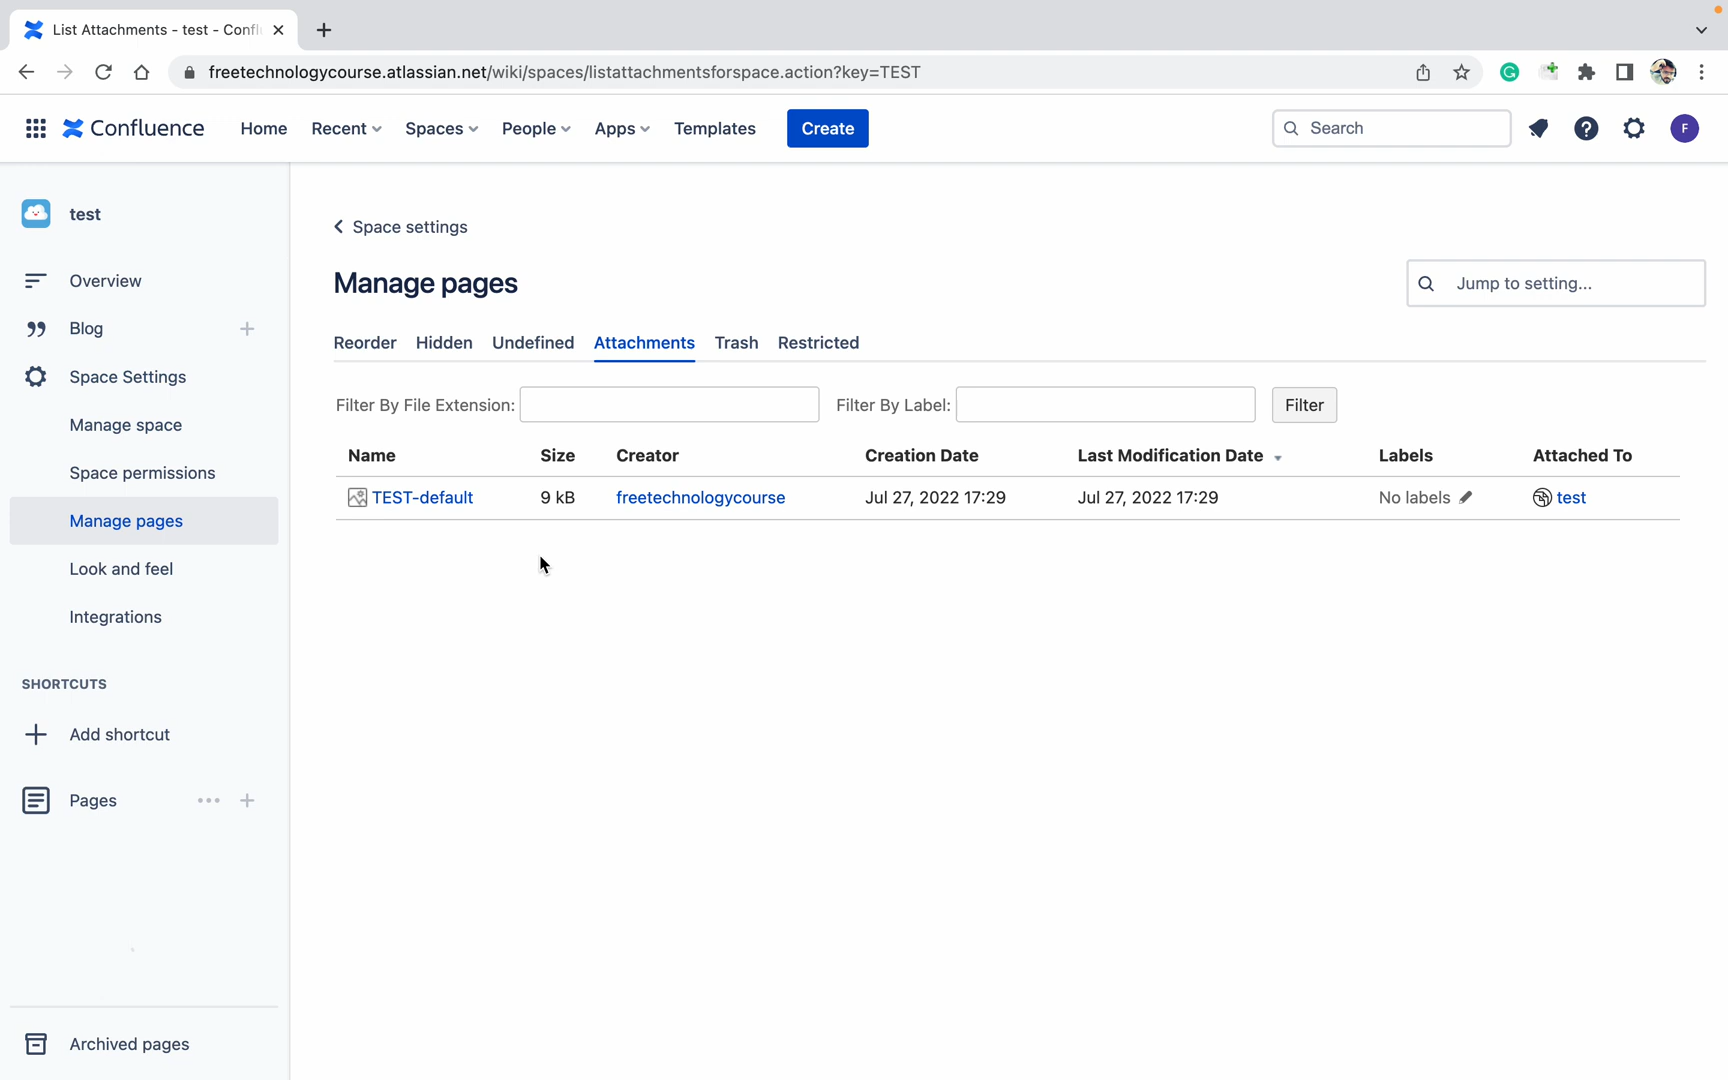 List Attachments - test - Confl
freetechnologycourse.atlassian.net/wiki/spaces/listattachmentsforspace.action?key=TEST
Confluence Home Recent Spaces People Apps Templates Create Search F
test
Overview
Blog
Space Settings
Manage space
Space permissions
Manage pages
Look and feel
Integrations
SHORTCUTS
Add shortcut
Pages
Archived pages
Space settings
Manage pages
Jump to setting...
Reorder Hidden Undefined Attachments Trash Restricted
Filter By File Extension: Filter By Label: Filter
Name Size Creator Creation Date Last Modification Date Labels Attached To
TEST-default 9 kB freetechnologycourse Jul 27, 2022 17:29 Jul 27, 2022 17:29 No labels test